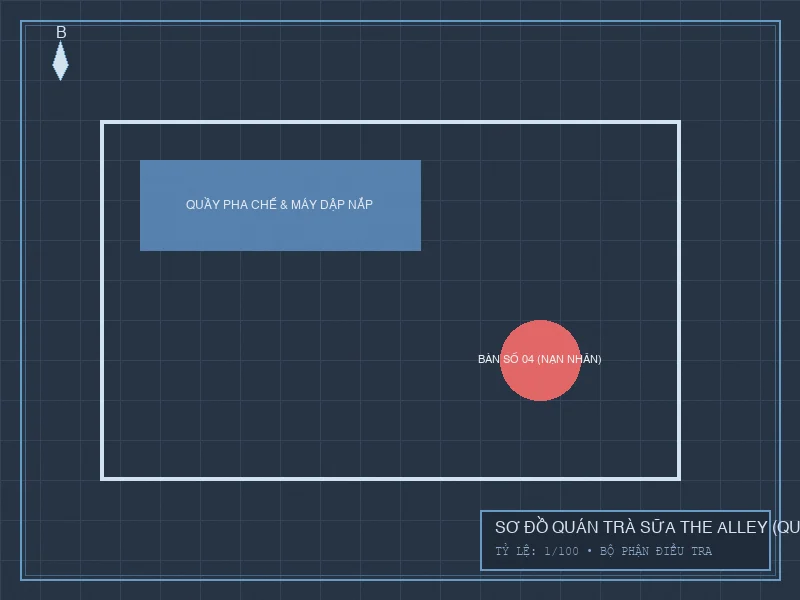 B
QUẦY PHA CHẾ & MÁY DẬP NẮP
BÀN SỐ 04 (NẠN NHÂN)
SƠ ĐỒ QUÁN TRÀ SỮA THE ALLEY (QU
TỶ LỆ: 1/100 • BỘ PHẬN ĐIỀU TRA